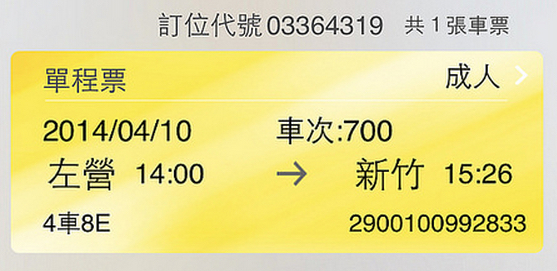 訂位代號 03364319 共 1 張車票
單程票 成人
2014/04/10 車次:700
左營 14:00 → 新竹 15:26
4車8E 2900100992833